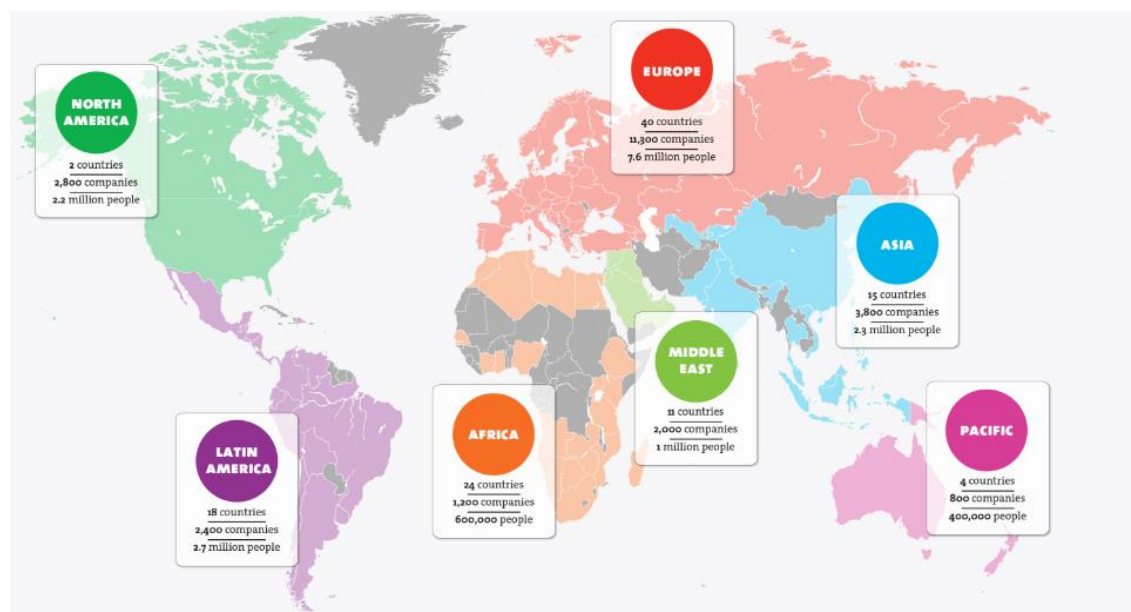 NORTH
AMERICA
2 countries
2,800 companies
2.2 million people
EUROPE
40 countries
11,300 companies
7.6 million people
ASIA
15 countries
3,800 companies
2.3 million people
MIDDLE
EAST
11 countries
2,000 companies
1 million people
LATIN
AMERICA
18 countries
2,400 companies
2.7 million people
AFRICA
24 countries
1,200 companies
600,000 people
PACIFIC
4 countries
800 companies
400,000 people